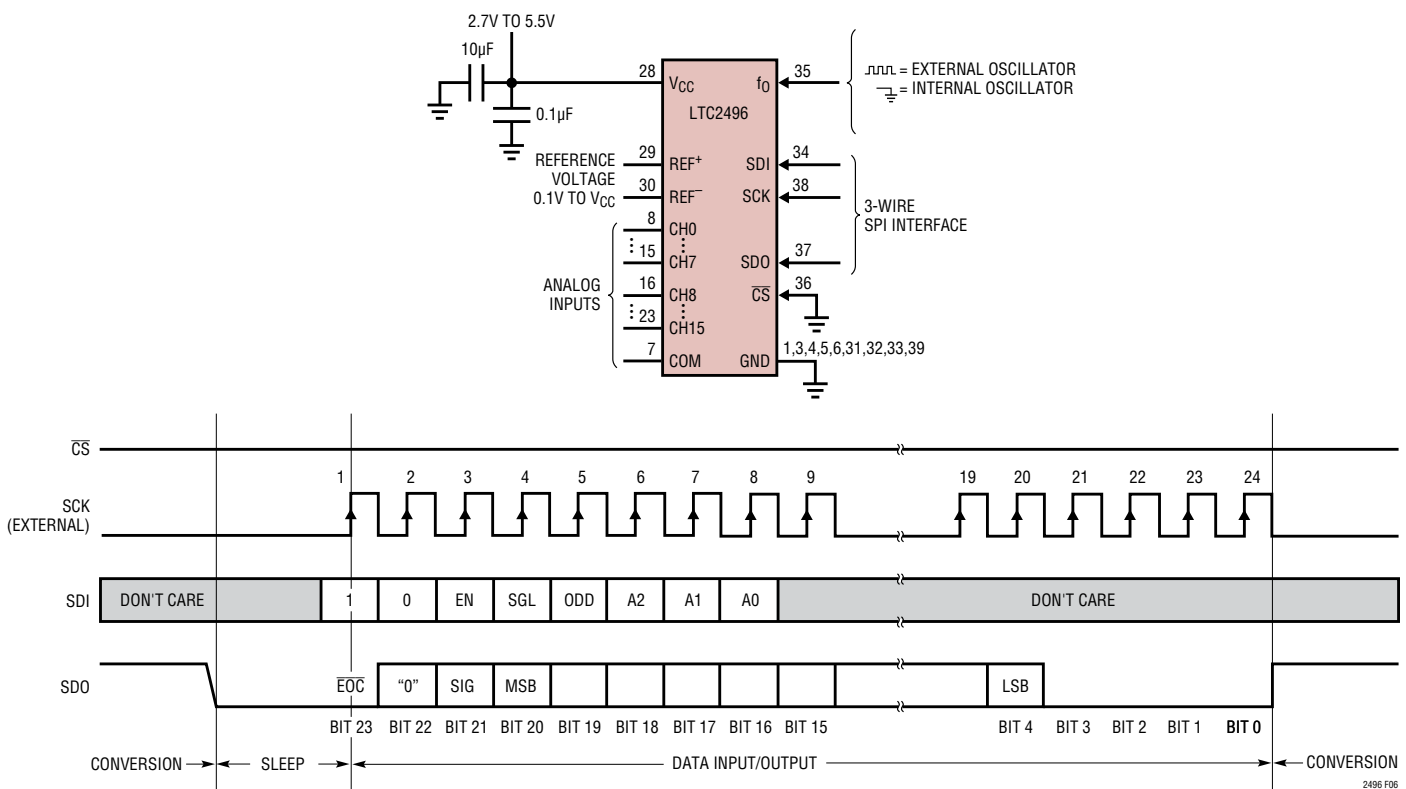 2.7V TO 5.5V
10µF
0.1µF
28
VCC
fO
35
= EXTERNAL OSCILLATOR
= INTERNAL OSCILLATOR
LTC2496
REFERENCE
VOLTAGE
0.1V TO VCC
29
REF+
SDI
34
30
REF–
SCK
38
3-WIRE
SPI INTERFACE
8
CH0
15
CH7
SDO
37
ANALOG
INPUTS
16
CH8
CS
36
23
CH15
7
COM
GND
1,3,4,5,6,31,32,33,39
CS
SCK
(EXTERNAL)
1 2 3 4 5 6 7 8 9 19 20 21 22 23 24
SDI
DON'T CARE 1 0 EN SGL ODD A2 A1 A0 DON'T CARE
SDO
EOC “0” SIG MSB LSB
BIT 23 BIT 22 BIT 21 BIT 20 BIT 19 BIT 18 BIT 17 BIT 16 BIT 15 BIT 4 BIT 3 BIT 2 BIT 1 BIT 0
CONVERSION SLEEP DATA INPUT/OUTPUT CONVERSION
2496 F06